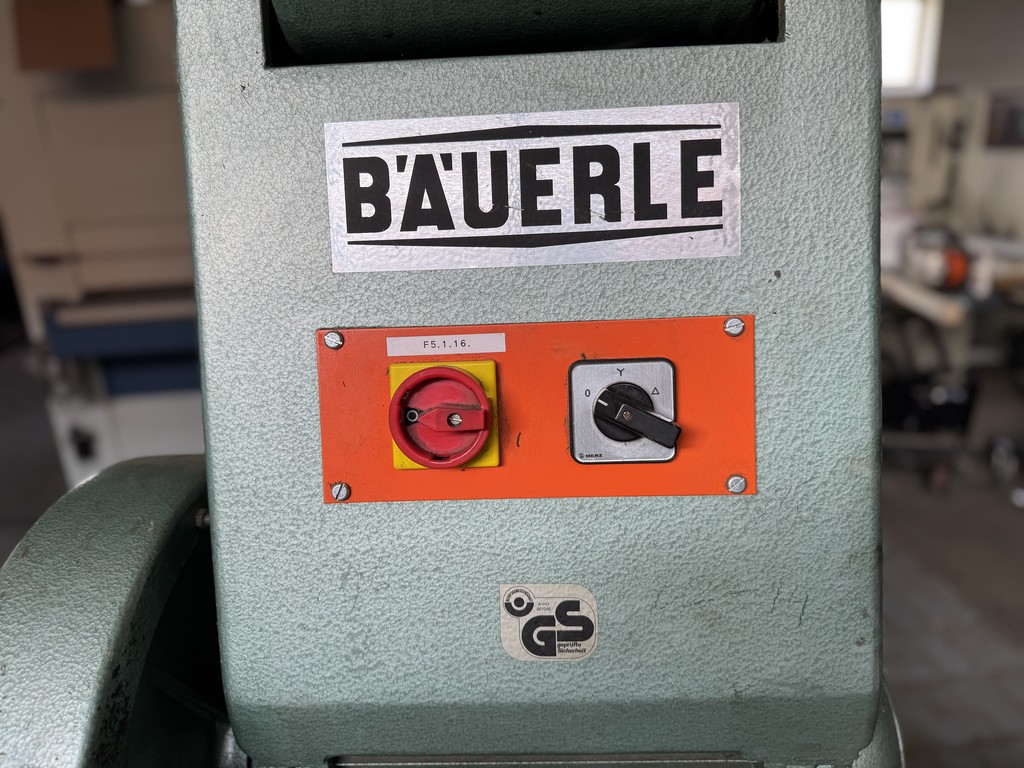 BÄUERLE
F5.1.16.
0 Y Δ
MERZ
GS
geprüfte
Sicherheit